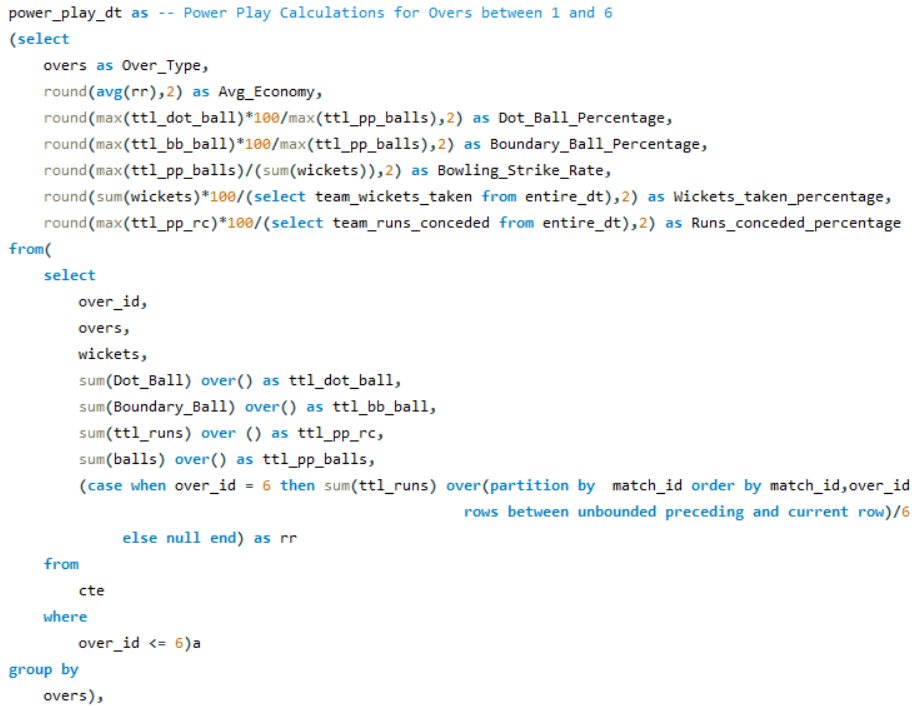 power_play_dt as -- Power Play Calculations for Overs between 1 and 6
(select
    overs as Over_Type,
    round(avg(rr),2) as Avg_Economy,
    round(max(ttl_dot_ball)*100/max(ttl_pp_balls),2) as Dot_Ball_Percentage,
    round(max(ttl_bb_ball)*100/max(ttl_pp_balls),2) as Boundary_Ball_Percentage,
    round(max(ttl_pp_balls)/(sum(wickets)),2) as Bowling_Strike_Rate,
    round(sum(wickets)*100/(select team_wickets_taken from entire_dt),2) as Wickets_taken_percentage,
    round(max(ttl_pp_rc)*100/(select team_runs_conceded from entire_dt),2) as Runs_conceded_percentage
from(
    select
        over_id,
        overs,
        wickets,
        sum(Dot_Ball) over() as ttl_dot_ball,
        sum(Boundary_Ball) over() as ttl_bb_ball,
        sum(ttl_runs) over () as ttl_pp_rc,
        sum(balls) over() as ttl_pp_balls,
        (case when over_id = 6 then sum(ttl_runs) over(partition by  match_id order by match_id,over_id
                                                        rows between unbounded preceding and current row)/6
             else null end) as rr
    from
        cte
    where
        over_id <= 6)a
group by
    overs),